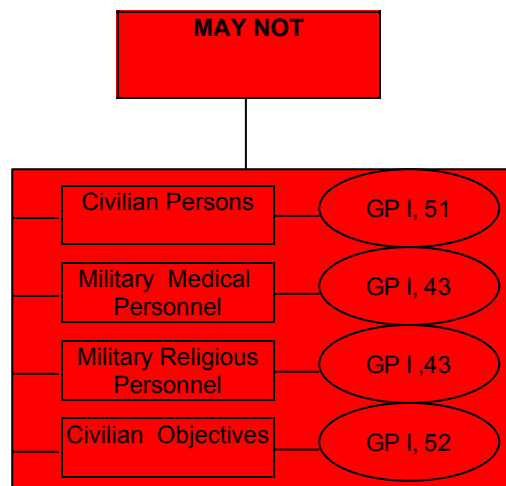 MAY NOT
Civilian Persons
GP I, 51
Military Medical
Personnel
GP I, 43
Military Religious
Personnel
GP I ,43
Civilian Objectives
GP I, 52